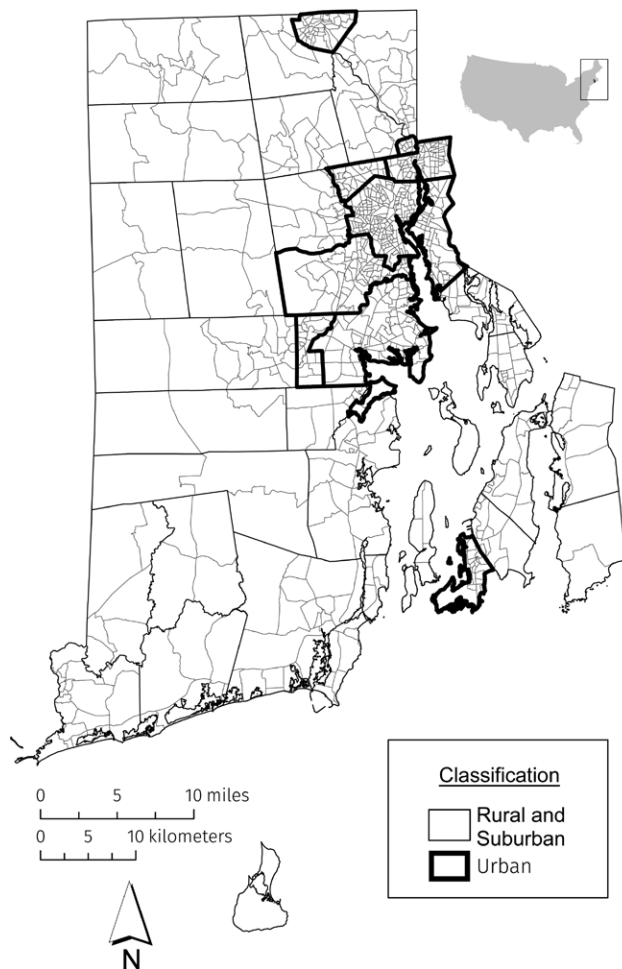 Classification
Rural and
Suburban
Urban
0 5 10 miles
0 5 10 kilometers
N